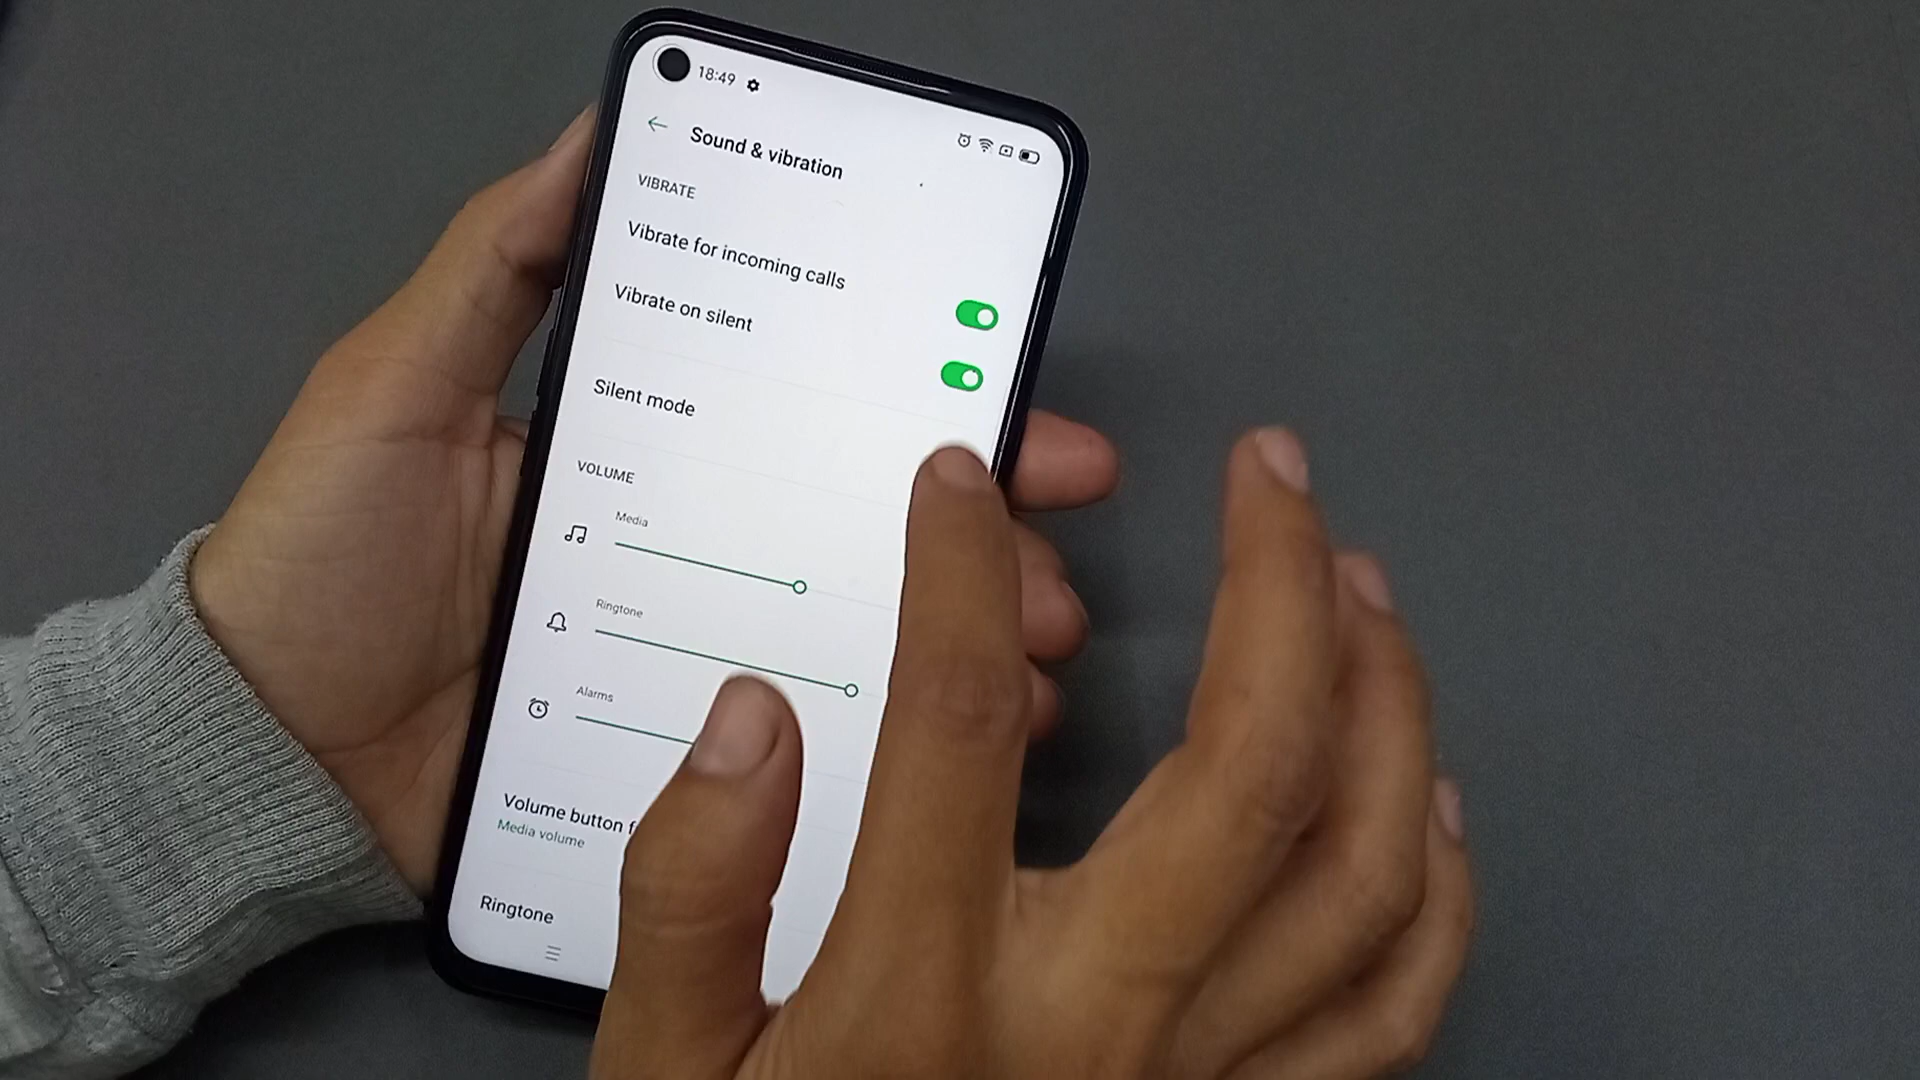 18:49
Sound & vibration
VIBRATE
Vibrate for incoming calls
Vibrate on silent
Silent mode
VOLUME
Media
Ringtone
Alarms
Volume button
Media volume
Ringtone